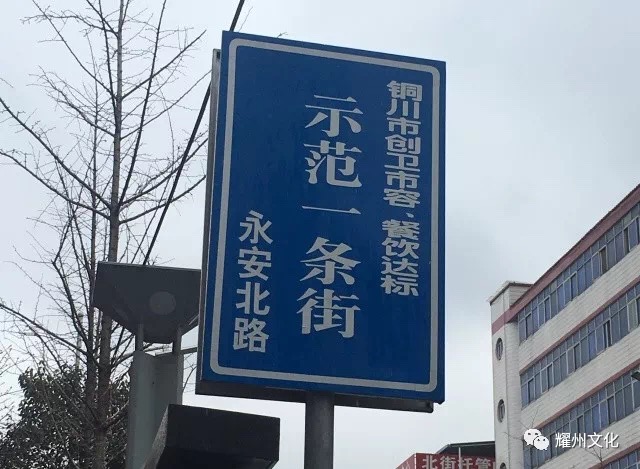 铜川市创卫市容、餐饮达标
示范一条街
永安北路
耀州文化